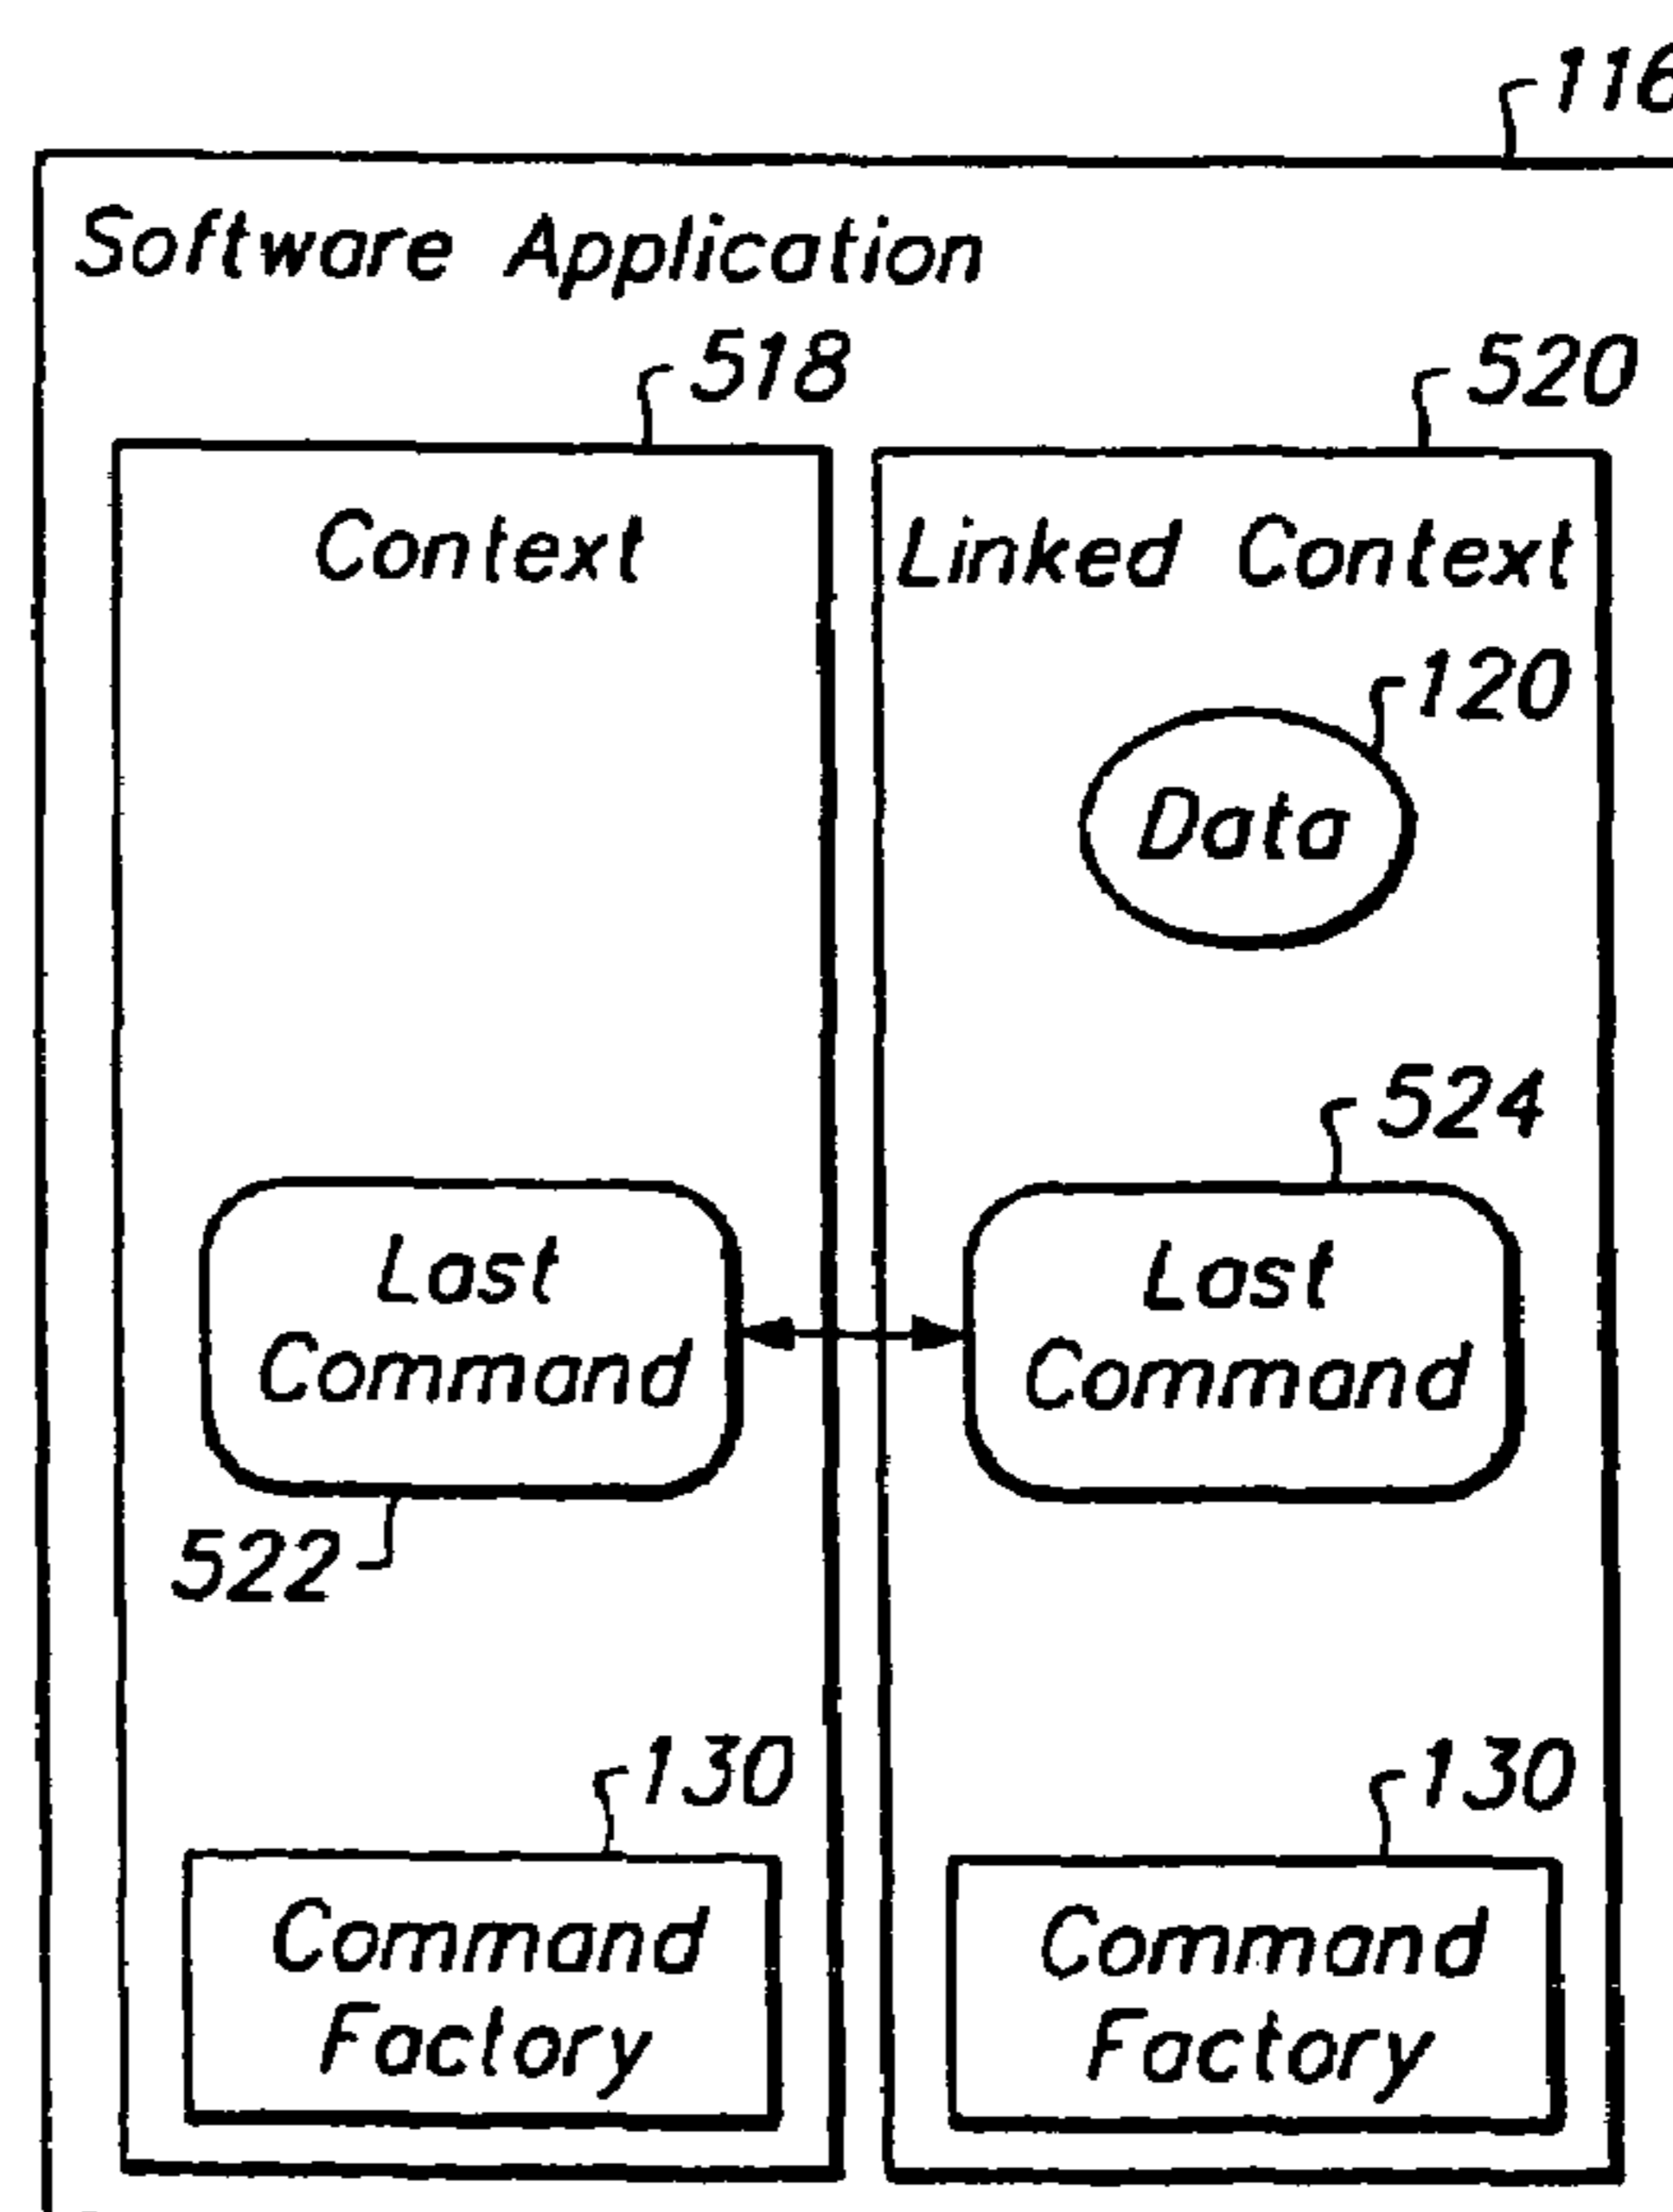 116
Software Application
518
520
Context
Linked Context
120
Data
524
Last
Command
Last
Command
522
130
130
Command
Factory
Command
Factory